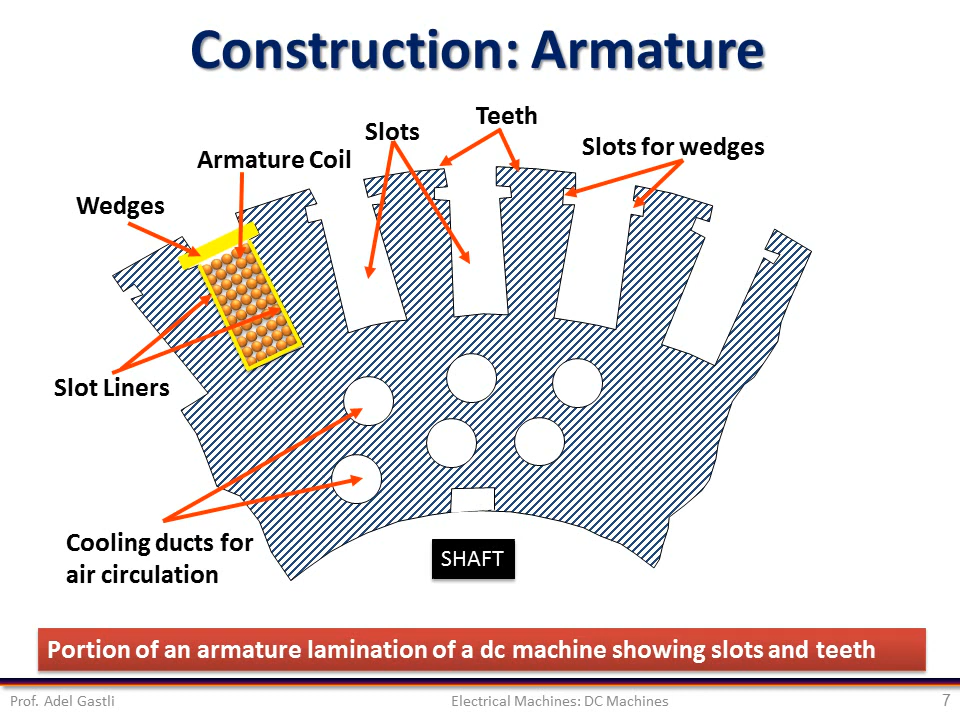 Construction: Armature
Teeth
Slots
Slots for wedges
Armature Coil
Wedges
Slot Liners
Cooling ducts for
air circulation
SHAFT
Portion of an armature lamination of a dc machine showing slots and teeth
Prof. Adel Gastli
Electrical Machines: DC Machines
7